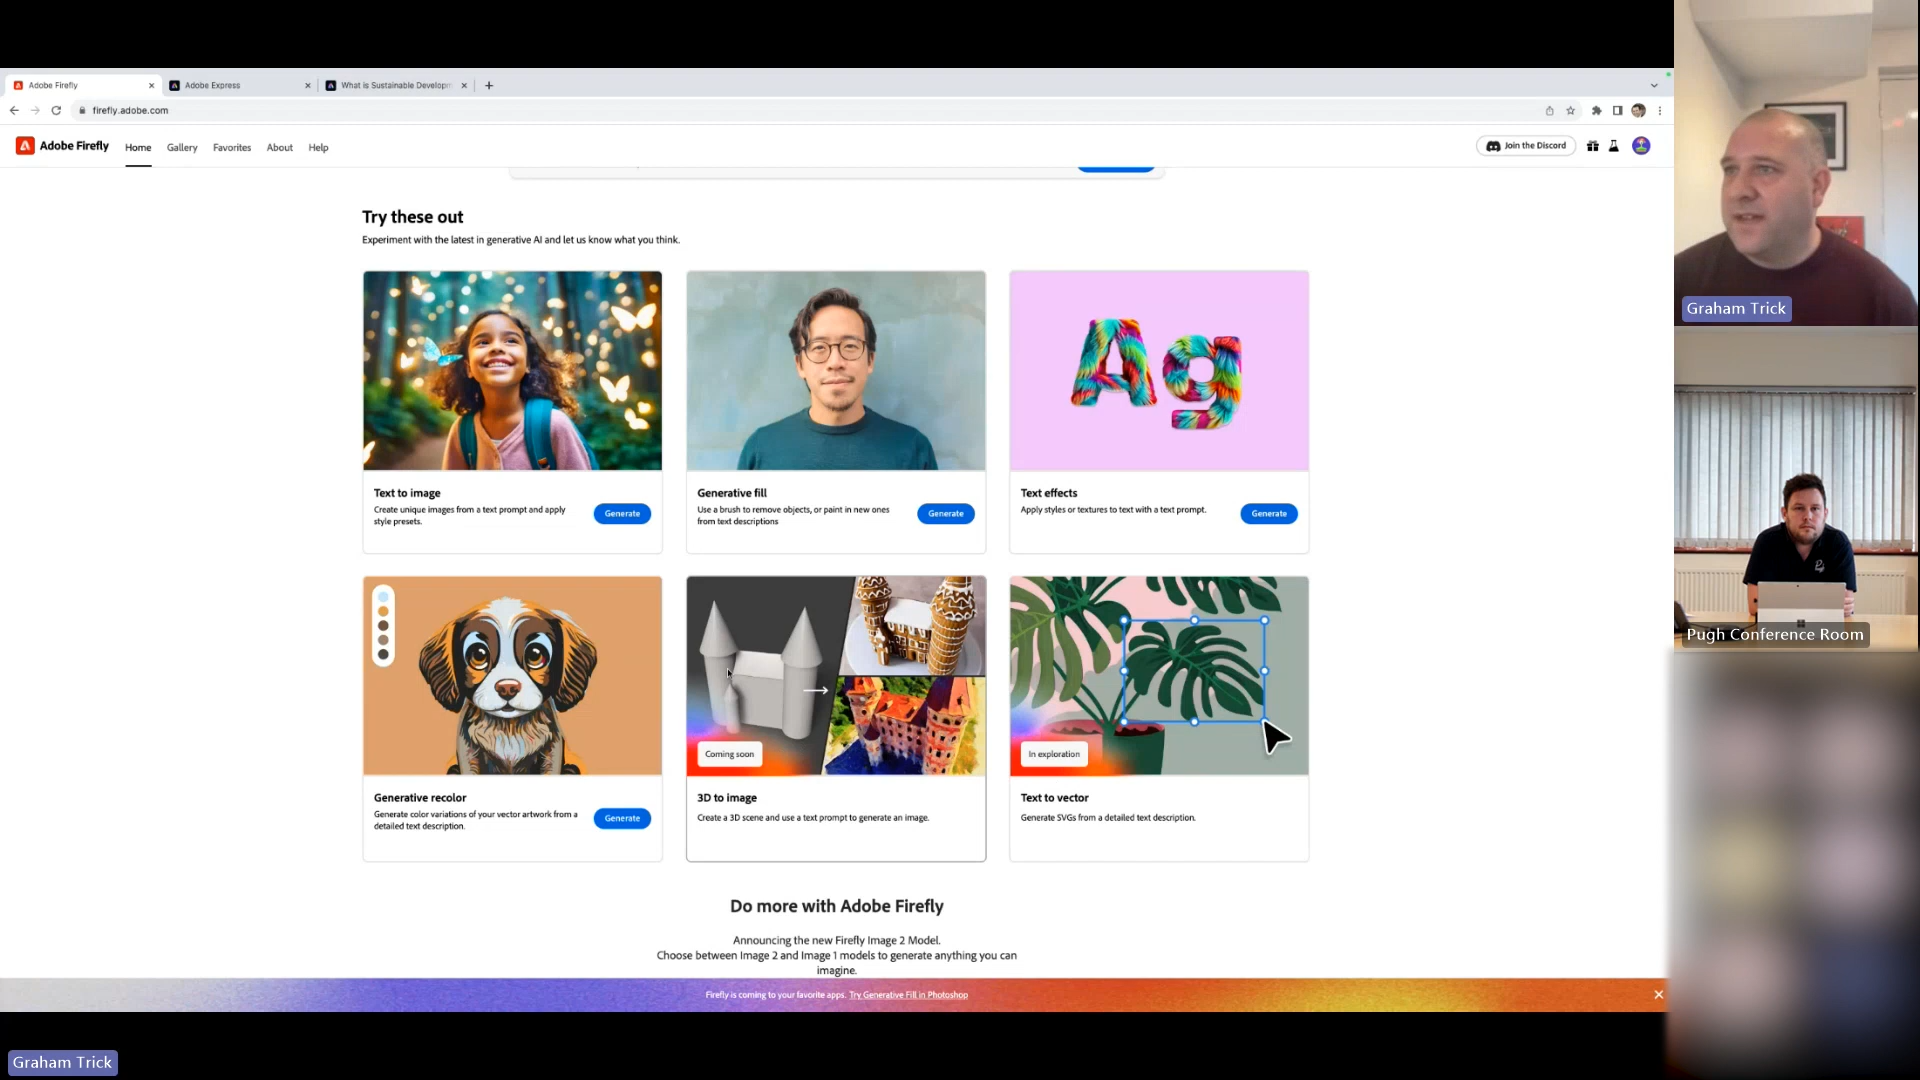 Adobe Firefly
Adobe Express
What is Sustainable Developm
firefly.adobe.com
Adobe Firefly
Home
Gallery
Favorites
About
Help
Join the Discord
Try these out
Experiment with the latest in generative AI and let us know what you think.
Ag
Text to image
Create unique images from a text prompt and apply
style presets.
Generate
Generative fill
Use a brush to remove objects, or paint in new ones
from text descriptions
Generate
Text effects
Apply styles or textures to text with a text prompt.
Generate
Coming soon
In exploration
Generative recolor
Generate color variations of your vector artwork from a
detailed text description.
Generate
3D to image
Create a 3D scene and use a text prompt to generate an image.
Text to vector
Generate SVGs from a detailed text description.
Do more with Adobe Firefly
Announcing the new Firefly Image 2 Model.
Choose between Image 2 and Image 1 models to generate anything you can
imagine.
Firefly is coming to your favorite apps. Try Generative Fill in Photoshop
Graham Trick
Pugh Conference Room
Graham Trick